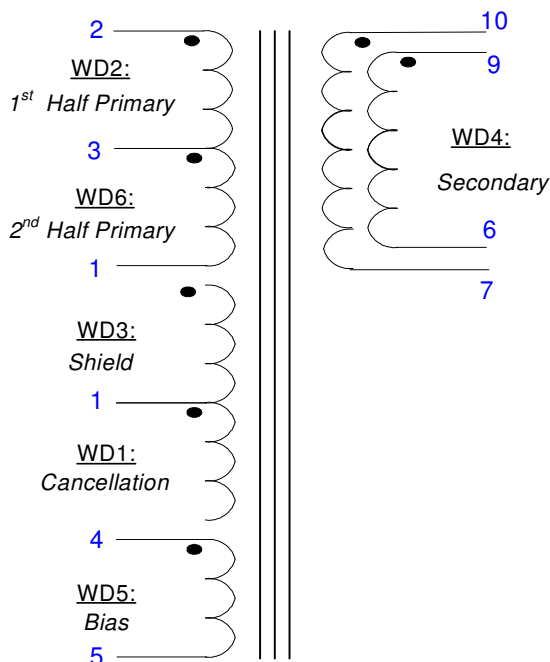 2
WD2:
1st Half Primary
3
WD6:
2nd Half Primary
1
WD3:
Shield
1
WD1:
Cancellation
4
WD5:
Bias
5
10
9
WD4:
Secondary
6
7